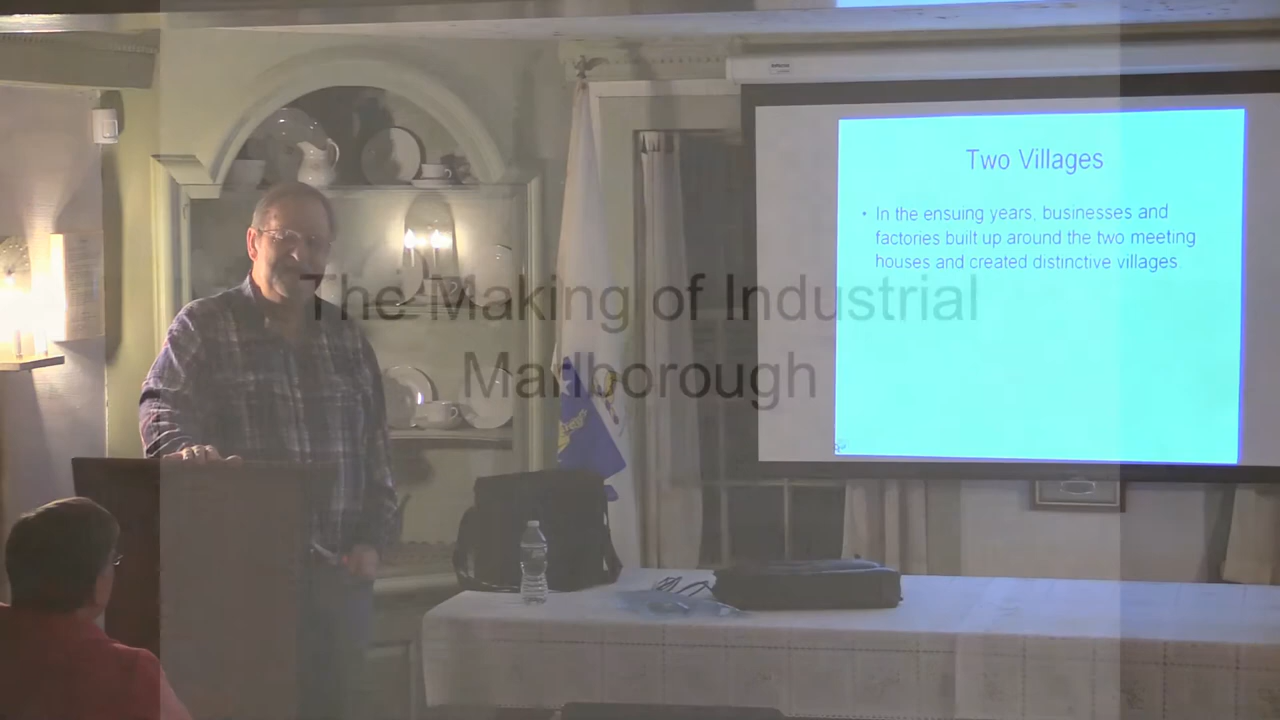 Two Villages
• In the ensuing years, businesses and
factories built up around the two meeting
houses and created distinctive villages.
The Making of Industrial
Marlborough